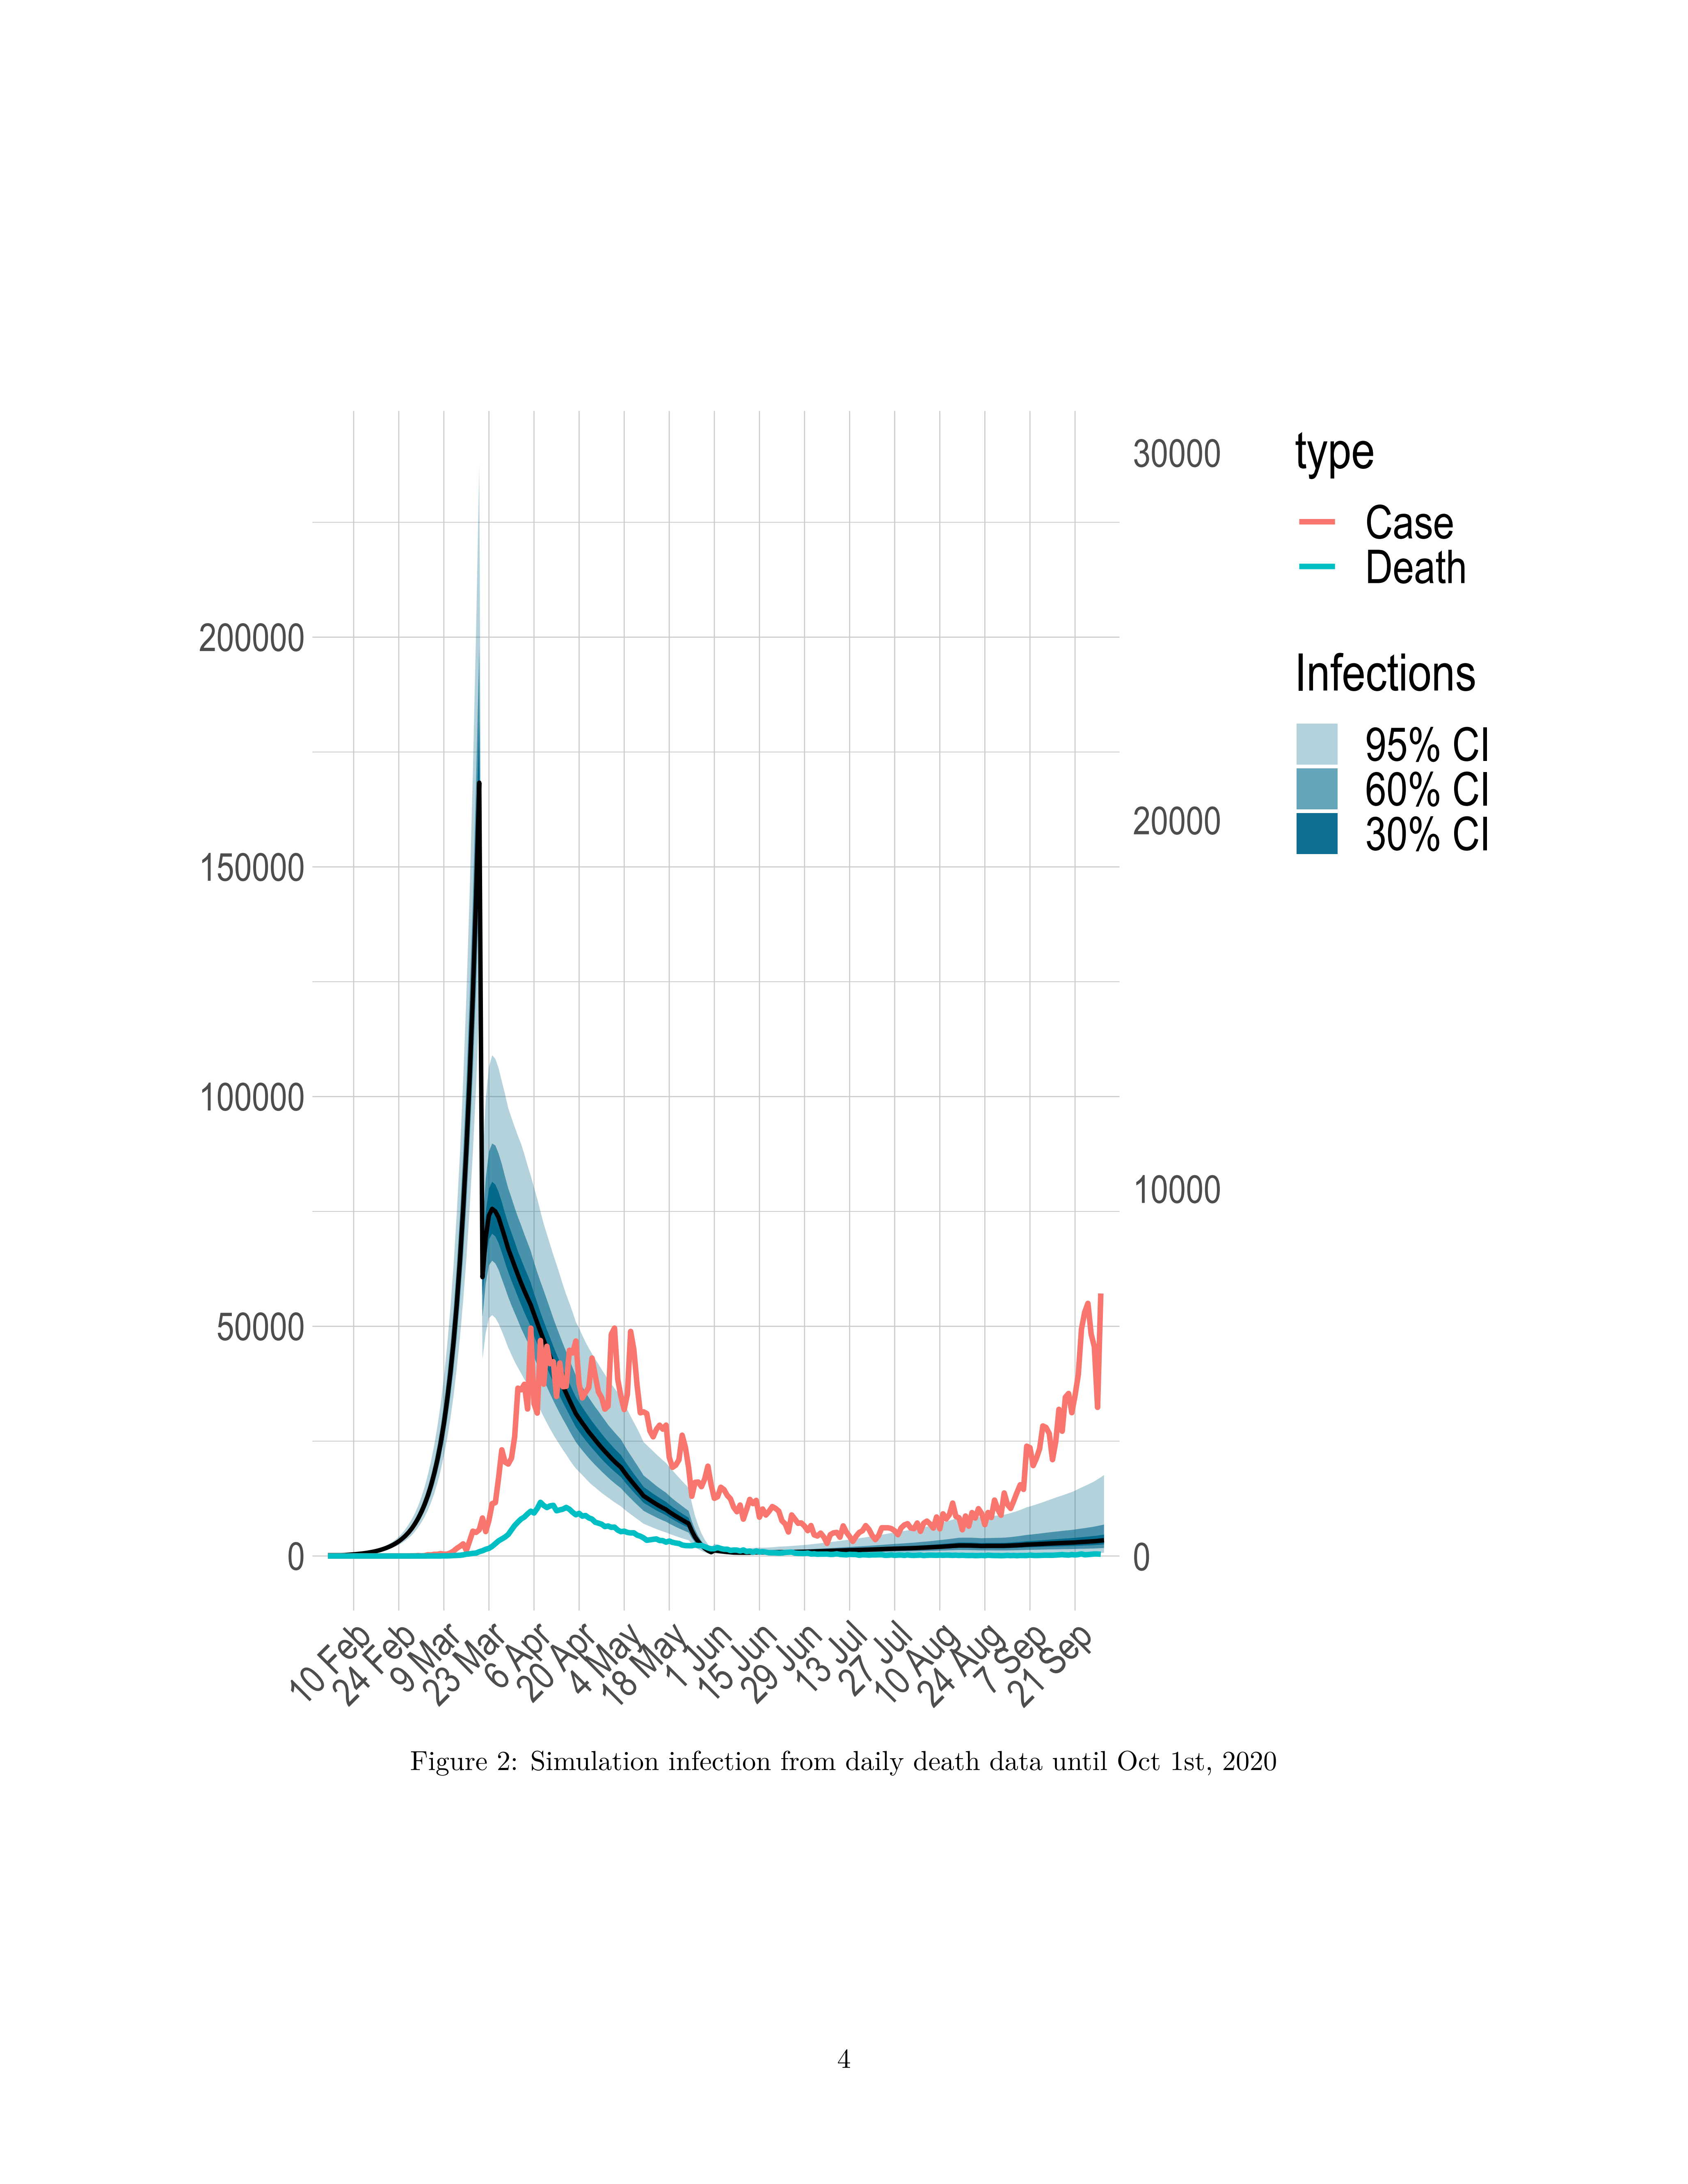 30000
20000
10000
0
200000
150000
100000
50000
0
10 Feb
24 Feb
9 Mar
23 Mar
6 Apr
20 Apr
4 May
18 May
1 Jun
15 Jun
29 Jun
13 Jul
27 Jul
10 Aug
24 Aug
7 Sep
21 Sep
type
Case
Death
Infections
95% CI
60% CI
30% CI
Figure 2: Simulation infection from daily death data until Oct 1st, 2020
4